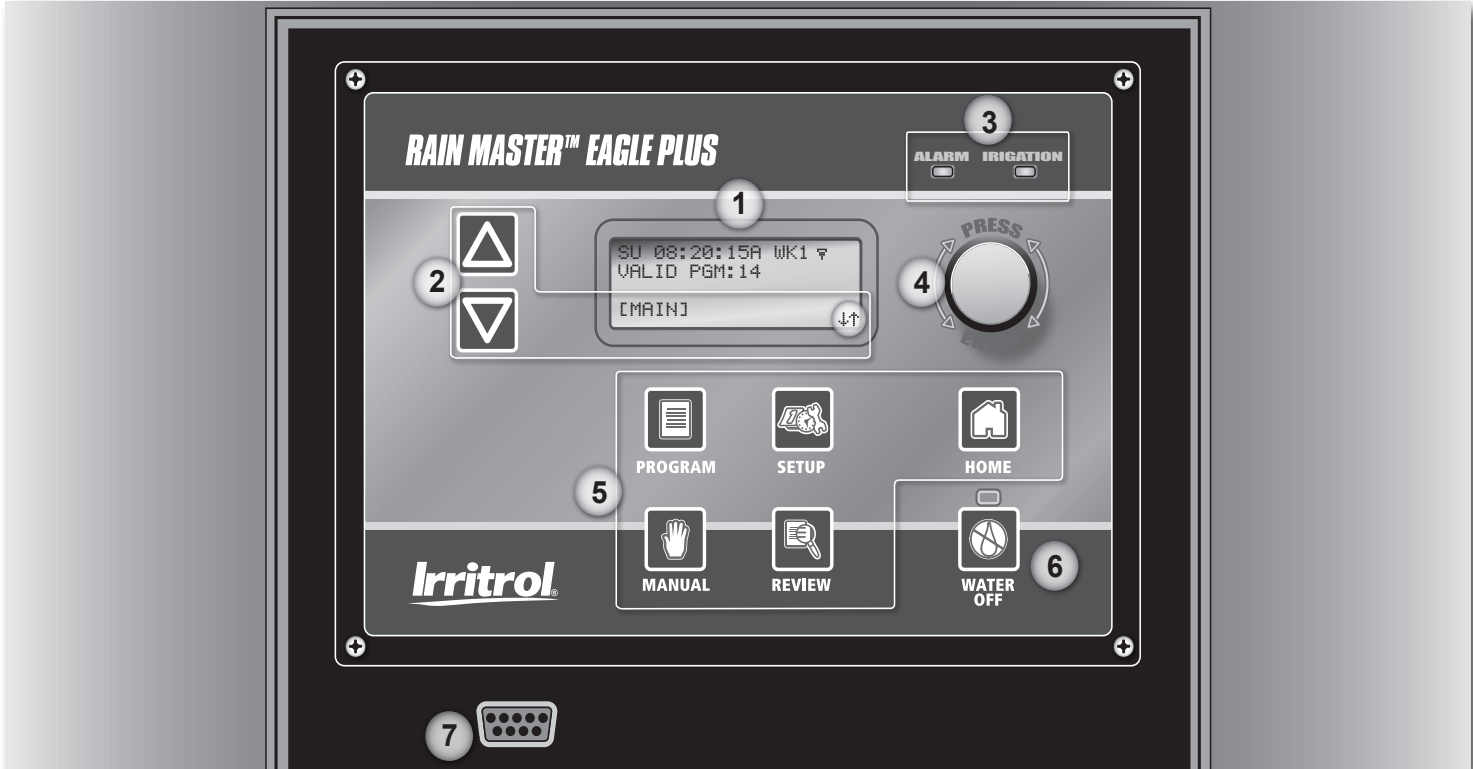 RAIN MASTER™ EAGLE PLUS
3
ALARM IRIGATION
1
PRESS
SU 08:20:15A WK1
VALID PGM:14
[MAIN]
↓↑
2
4
PROGRAM
SETUP
HOME
5
MANUAL
REVIEW
WATER
OFF
6
Irritrol®
7